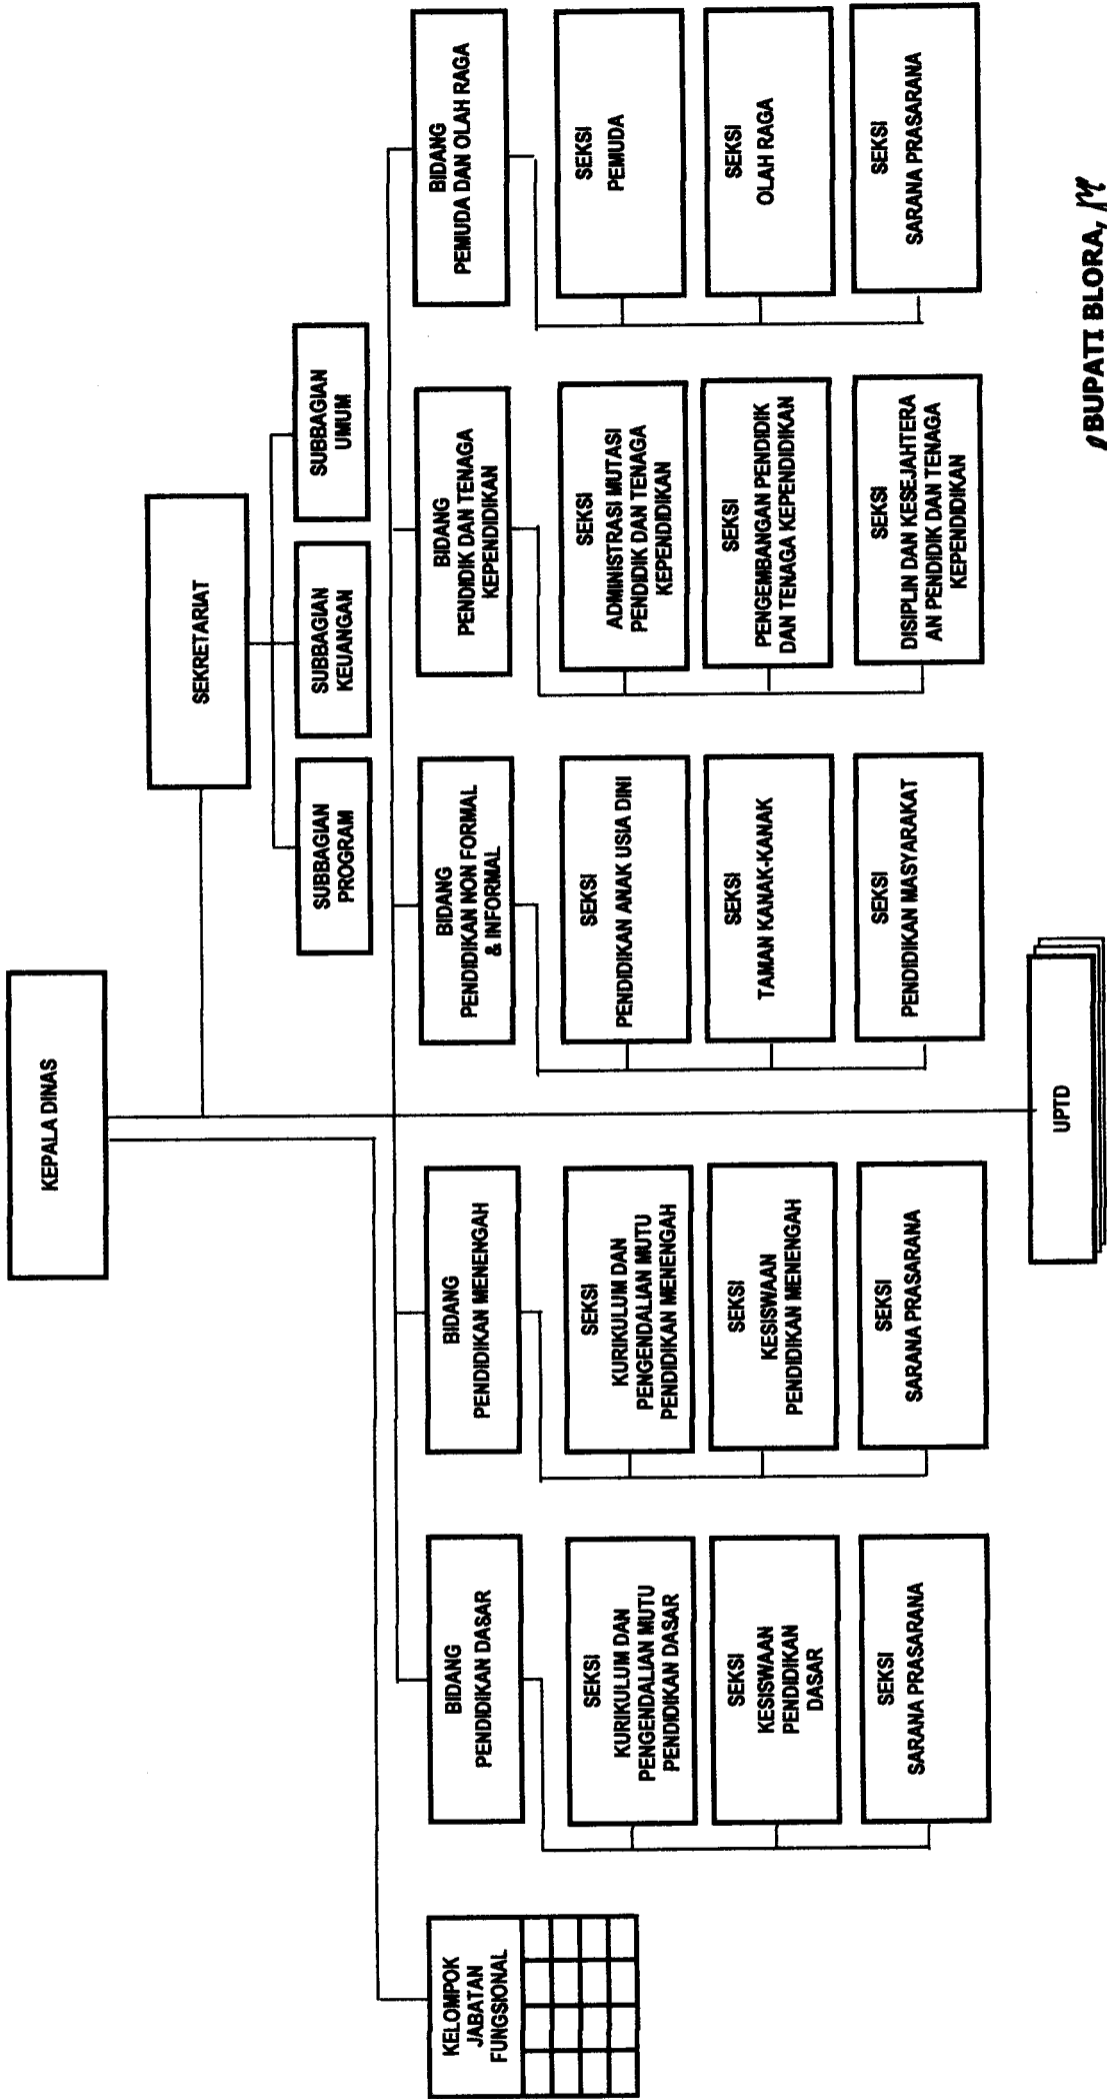 KEPALA DINAS
SEKRETARIAT
SUBBAGIAN
PROGRAM
SUBBAGIAN
KEUANGAN
SUBBAGIAN
UMUM
KELOMPOK
JABATAN
FUNGSIONAL
BIDANG
PENDIDIKAN DASAR
SEKSI
KURIKULUM DAN
PENGENDALIAN MUTU
PENDIDIKAN DASAR
SEKSI
KESISWAAN
PENDIDIKAN
DASAR
SEKSI
SARANA PRASARANA
BIDANG
PENDIDIKAN MENENGAH
SEKSI
KURIKULUM DAN
PENGENDALIAN MUTU
PENDIDIKAN MENENGAH
SEKSI
KESISWAAN
PENDIDIKAN MENENGAH
SEKSI
SARANA PRASARANA
BIDANG
PENDIDIKAN NON FORMAL
& INFORMAL
SEKSI
PENDIDIKAN ANAK USIA DINI
SEKSI
TAMAN KANAK-KANAK
SEKSI
PENDIDIKAN MASYARAKAT
BIDANG
PENDIDIK DAN TENAGA
KEPENDIDIKAN
SEKSI
ADMINISTRASI MUTASI
PENDIDIK DAN TENAGA
KEPENDIDIKAN
SEKSI
PENGEMBANGAN PENDIDIK
DAN TENAGA KEPENDIDIKAN
SEKSI
DISIPLIN DAN KESEJAHTERA
AN PENDIDIK DAN TENAGA
KEPENDIDIKAN
BIDANG
PEMUDA DAN OLAH RAGA
SEKSI
PEMUDA
SEKSI
OLAH RAGA
SEKSI
SARANA PRASARANA
UPTD
BUPATI BLORA,